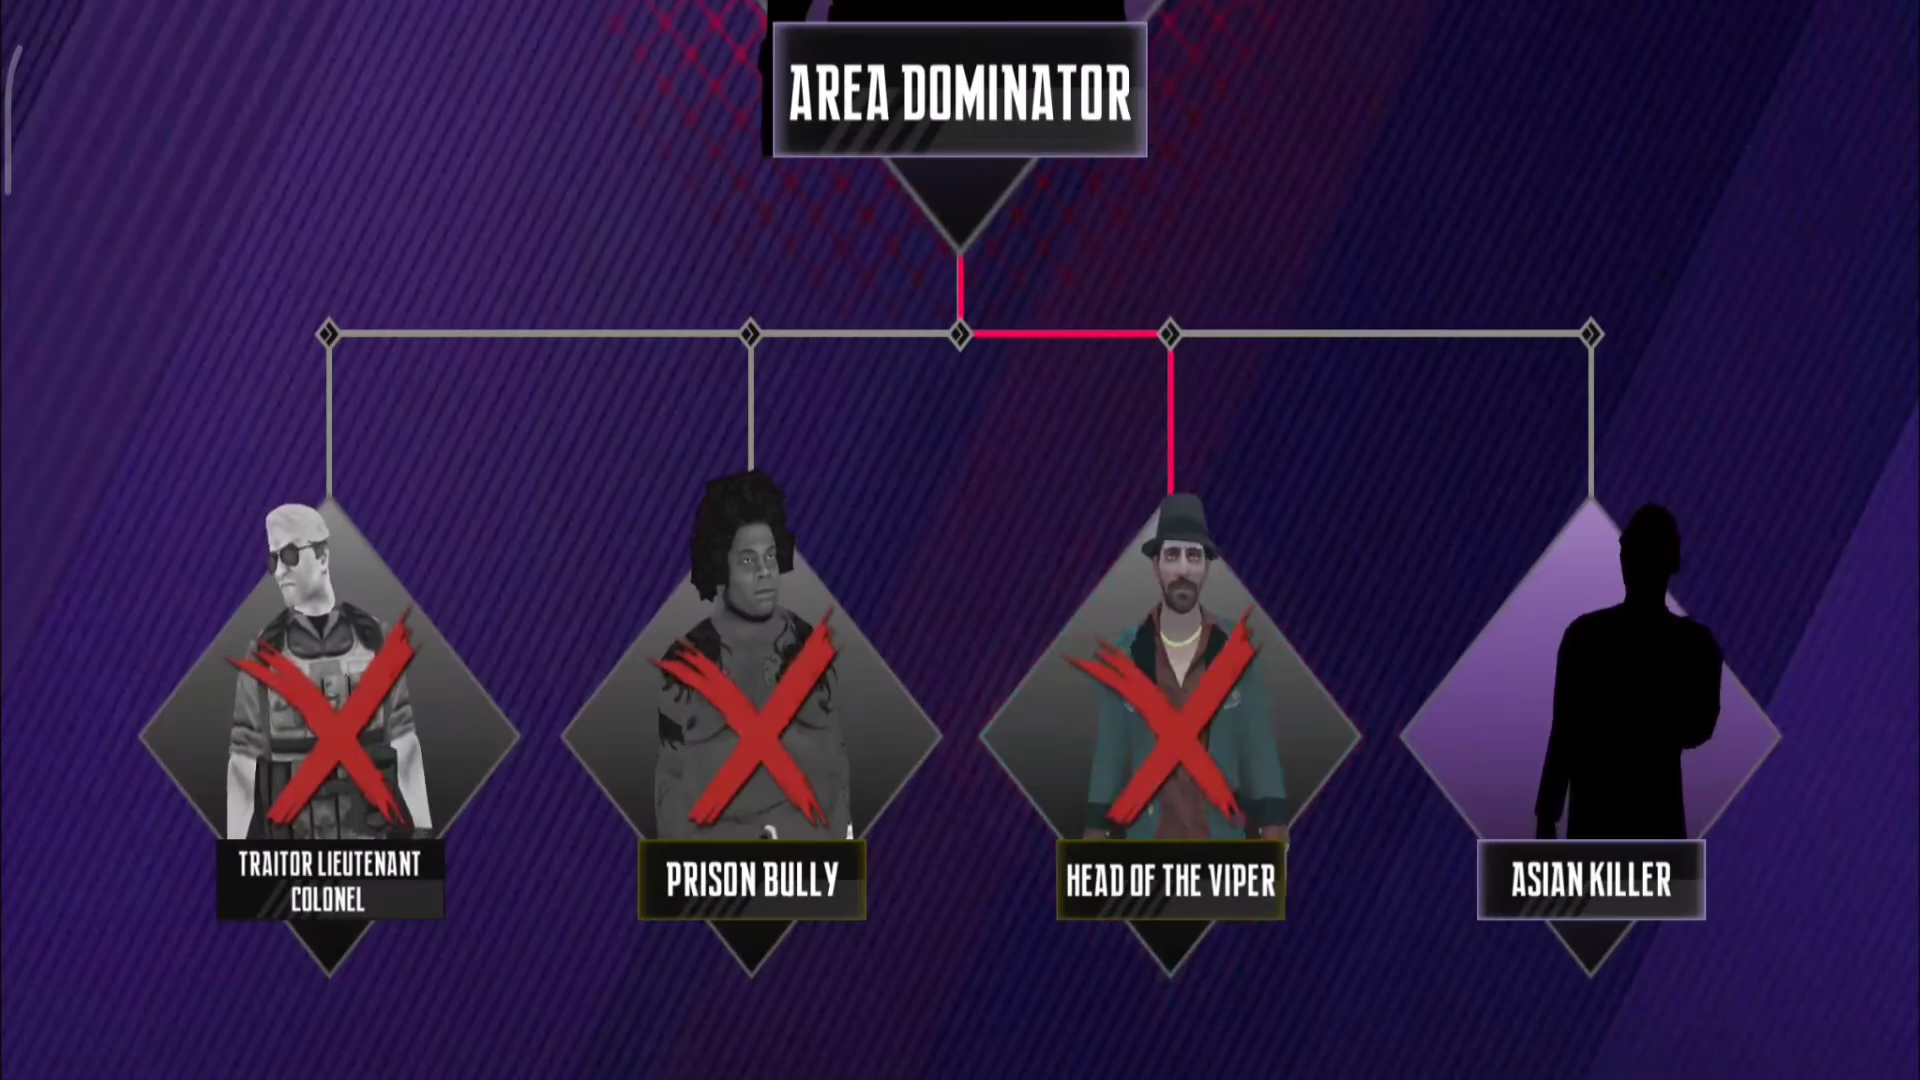 AREA DOMINATOR
TRAITOR LIEUTENANT
COLONEL
PRISON BULLY
HEAD OF THE VIPER
ASIAN KILLER